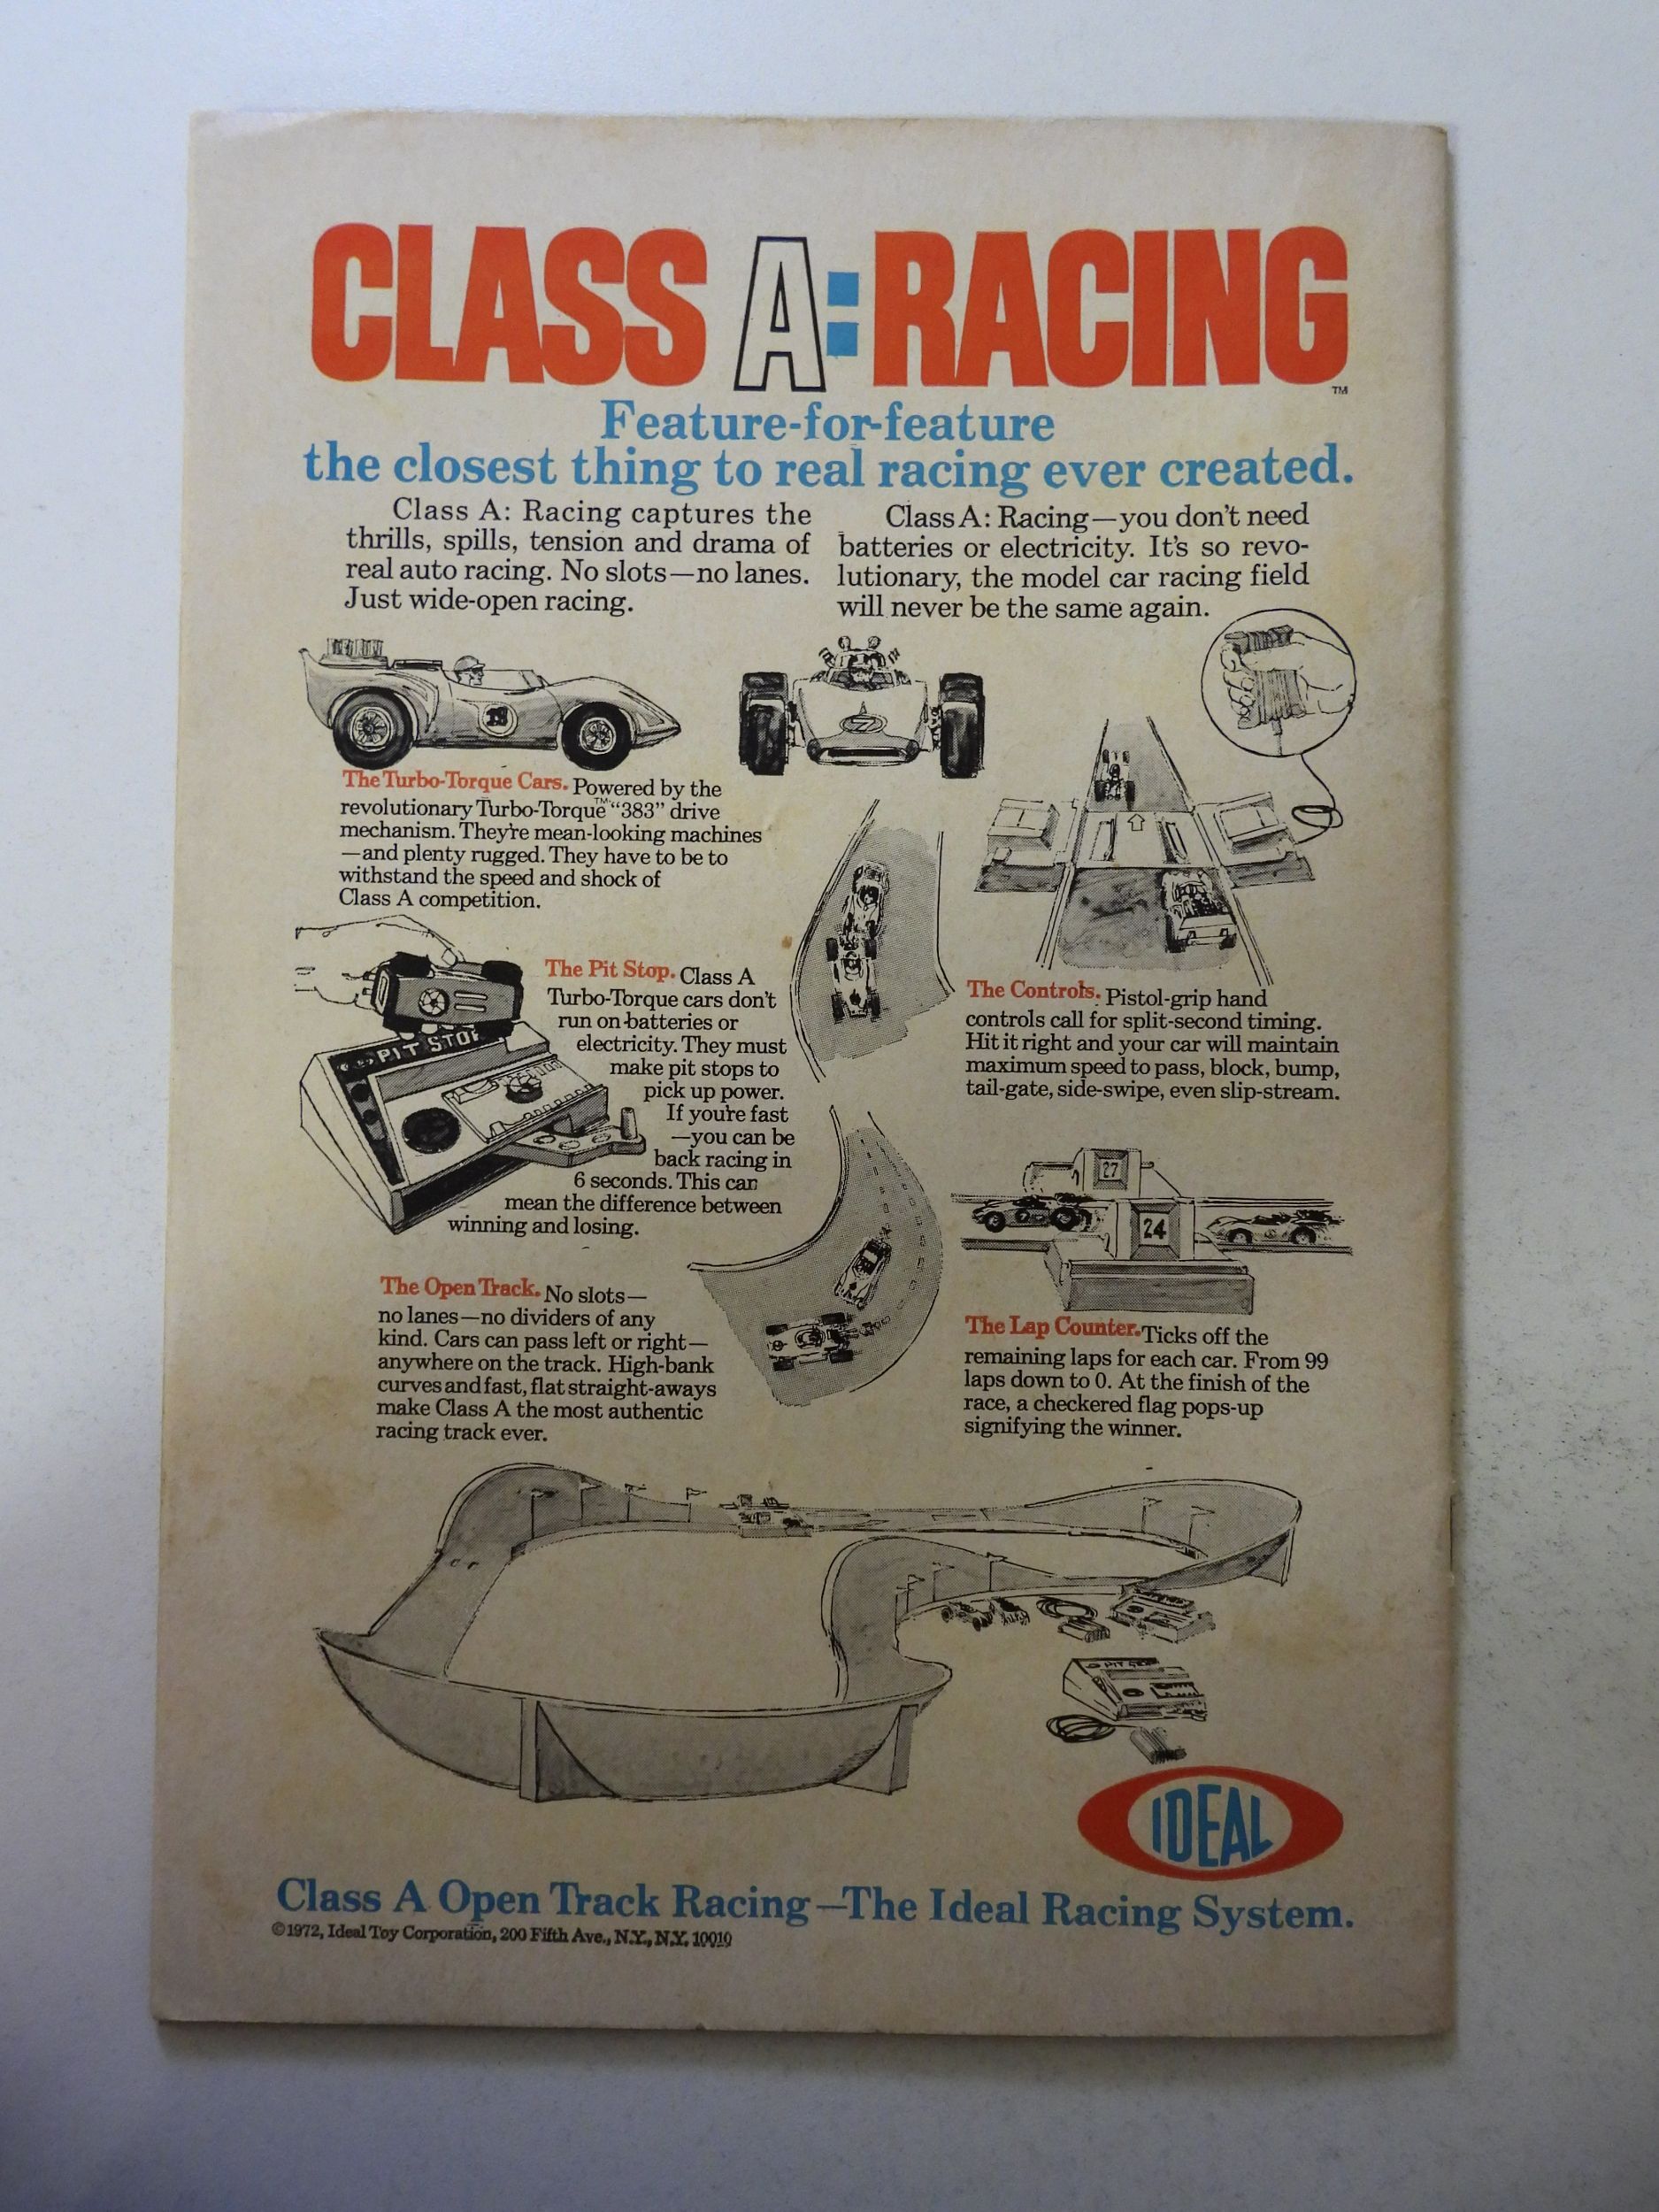 CLASS A: RACING
TM
Feature-for-feature
the closest thing to real racing ever created.
Class A: Racing captures the
thrills, spills, tension and drama of
real auto racing. No slots—no lanes.
Just wide-open racing.
Class A: Racing—you don't need
batteries or electricity. It's so revo-
lutionary, the model car racing field
will never be the same again.
The Turbo-Torque Cars. Powered by the
revolutionary Turbo-Torque™ "383" drive
mechanism. They're mean-looking machines
—and plenty rugged. They have to be to
withstand the speed and shock of
Class A competition.
PIT STOP
The Pit Stop. Class A
Turbo-Torque cars don't
run on batteries or
electricity. They must
make pit stops to
pick up power.
If you're fast
—you can be
back racing in
6 seconds. This can
mean the difference between
winning and losing.
The Controls. Pistol-grip hand
controls call for split-second timing.
Hit it right and your car will maintain
maximum speed to pass, block, bump,
tail-gate, side-swipe, even slip-stream.
27
24
The Open Track. No slots—
no lanes—no dividers of any
kind. Cars can pass left or right—
anywhere on the track. High-bank
curves and fast, flat straight-aways
make Class A the most authentic
racing track ever.
The Lap Counter. Ticks off the
remaining laps for each car. From 99
laps down to 0. At the finish of the
race, a checkered flag pops-up
signifying the winner.
IDEAL
Class A Open Track Racing—The Ideal Racing System.
©1972, Ideal Toy Corporation, 200 Fifth Ave., N.Y., N.Y. 10010